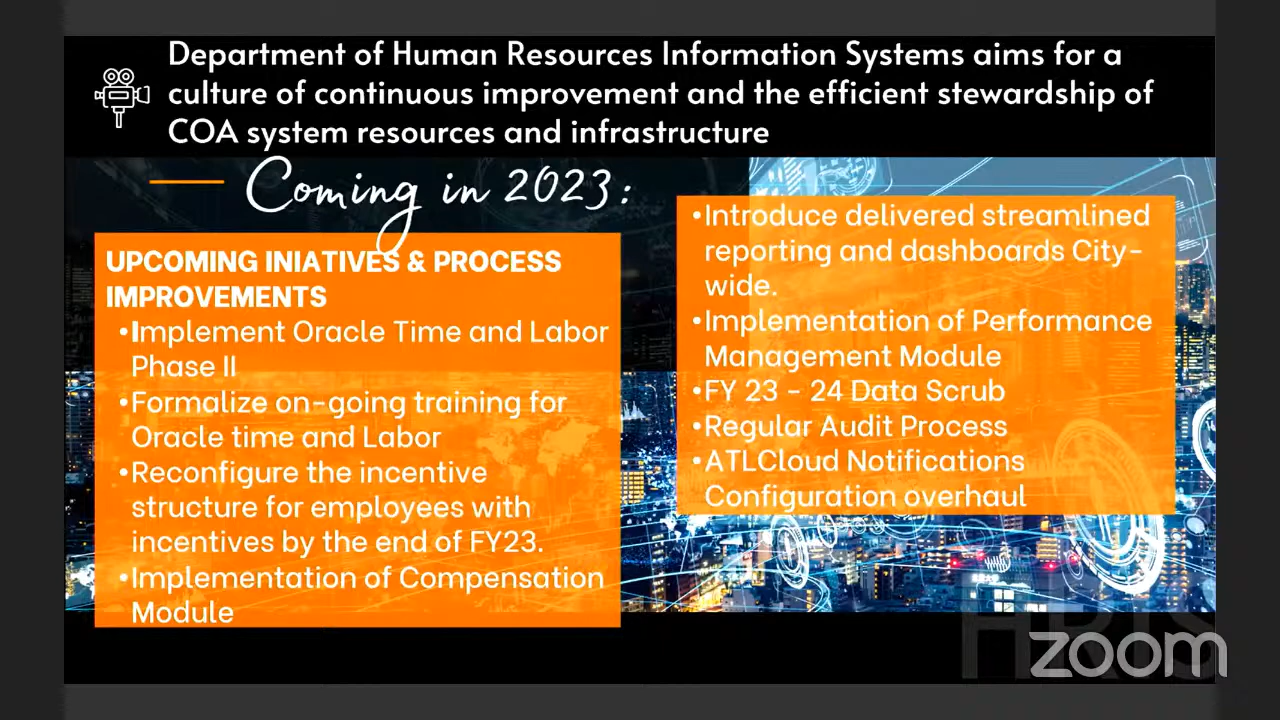 Department of Human Resources Information Systems aims for a
culture of continuous improvement and the efficient stewardship of
COA system resources and infrastructure
Coming in 2023:
UPCOMING INIATIVES & PROCESS
IMPROVEMENTS
•Implement Oracle Time and Labor
Phase II
•Formalize on-going training for
Oracle time and Labor
•Reconfigure the incentive
structure for employees with
incentives by the end of FY23.
•Implementation of Compensation
Module
•Introduce delivered streamlined
reporting and dashboards City-
wide.
•Implementation of Performance
Management Module
•FY 23 - 24 Data Scrub
•Regular Audit Process
•ATLCloud Notifications
Configuration overhaul
HRIS
zoom